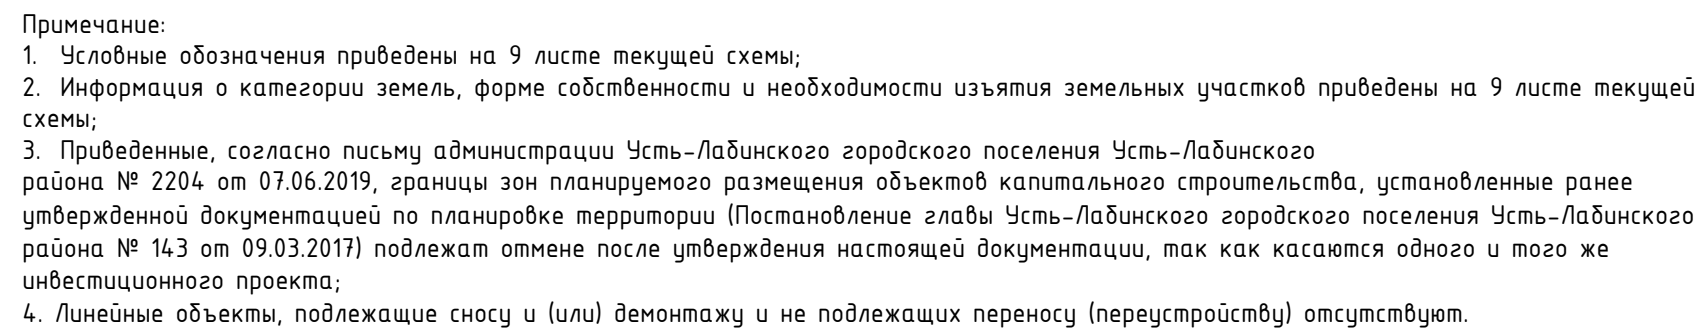 Примечание:
1. Условные обозначения приведены на 9 листе текущей схемы;
2. Информация о категории земель, форме собственности и необходимости изъятия земельных участков приведены на 9 листе текущей
схемы;
3. Приведенные, согласно письму администрации Усть-Лабинского городского поселения Усть-Лабинского
района № 2204 от 07.06.2019, границы зон планируемого размещения объектов капитального строительства, установленные ранее
утвержденной документацией по планировке территории (Постановление главы Усть-Лабинского городского поселения Усть-Лабинского
района № 143 от 09.03.2017) подлежат отмене после утверждения настоящей документации, так как касаются одного и того же
инвестиционного проекта;
4. Линейные объекты, подлежащие сносу и (или) демонтажу и не подлежащих переносу (переустройству) отсутствуют.